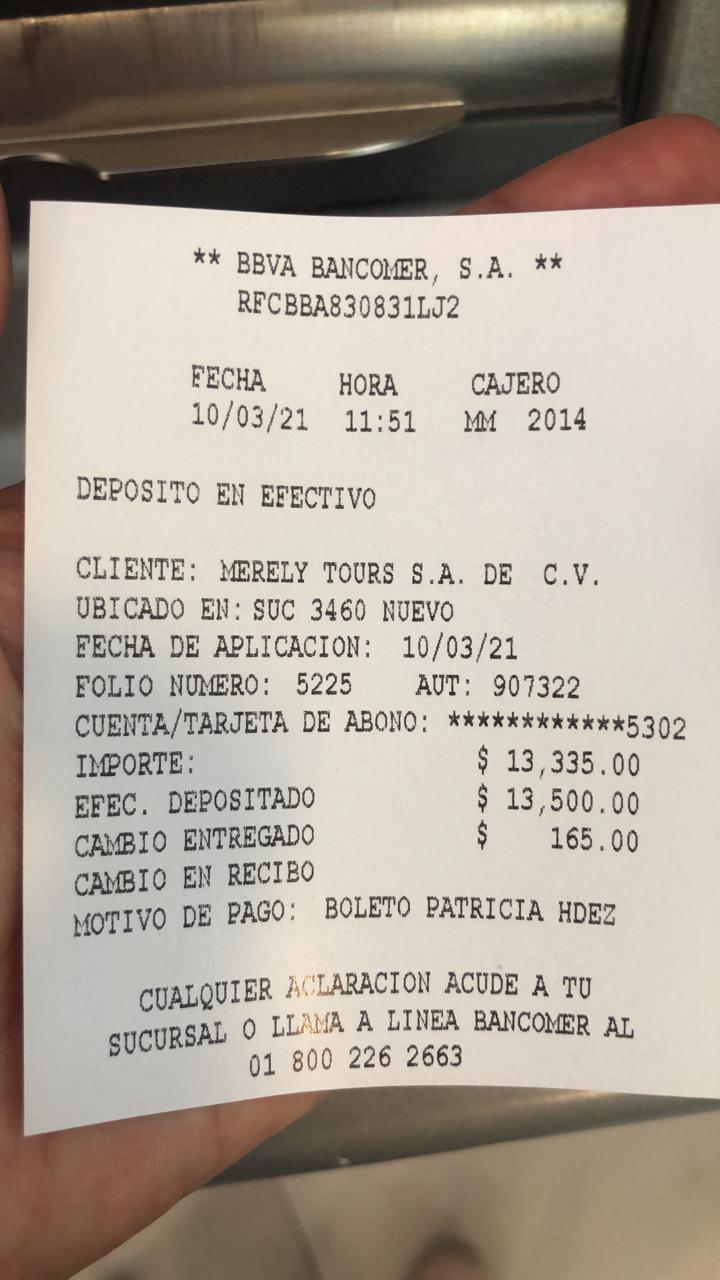 ** BBVA BANCOMER, S.A. **
RFCBBA830831LJ2
FECHA HORA CAJERO
10/03/21 11:51 MM 2014
DEPOSITO EN EFECTIVO
CLIENTE: MERELY TOURS S.A. DE C.V.
UBICADO EN: SUC 3460 NUEVO
FECHA DE APLICACION: 10/03/21
FOLIO NUMERO: 5225 AUT: 907322
CUENTA/TARJETA DE ABONO: ************5302
IMPORTE: $ 13,335.00
EFEC. DEPOSITADO $ 13,500.00
CAMBIO ENTREGADO $ 165.00
CAMBIO EN RECIBO
MOTIVO DE PAGO: BOLETO PATRICIA HDEZ
CUALQUIER ACLARACION ACUDE A TU
SUCURSAL O LLAMA A LINEA BANCOMER AL
01 800 226 2663